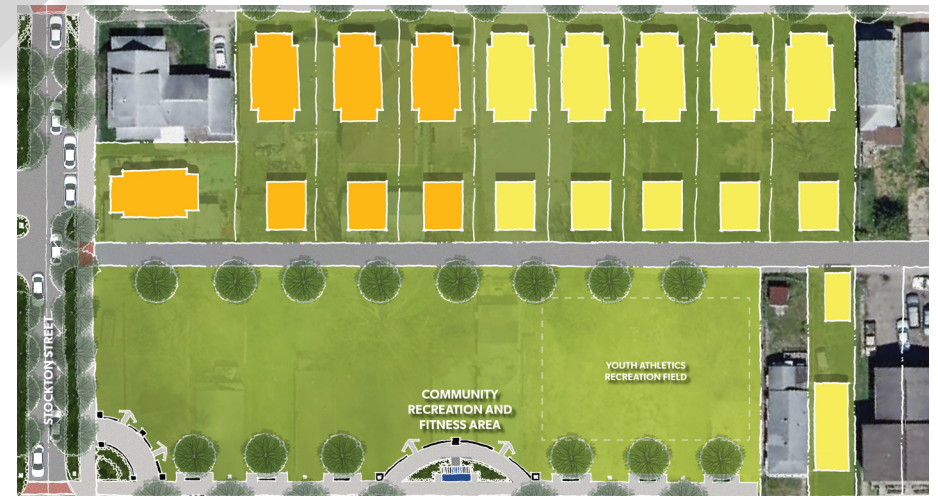 STOCKTON STREET
YOUTH ATHLETICS
RECREATION FIELD
COMMUNITY
RECREATION AND
FITNESS AREA